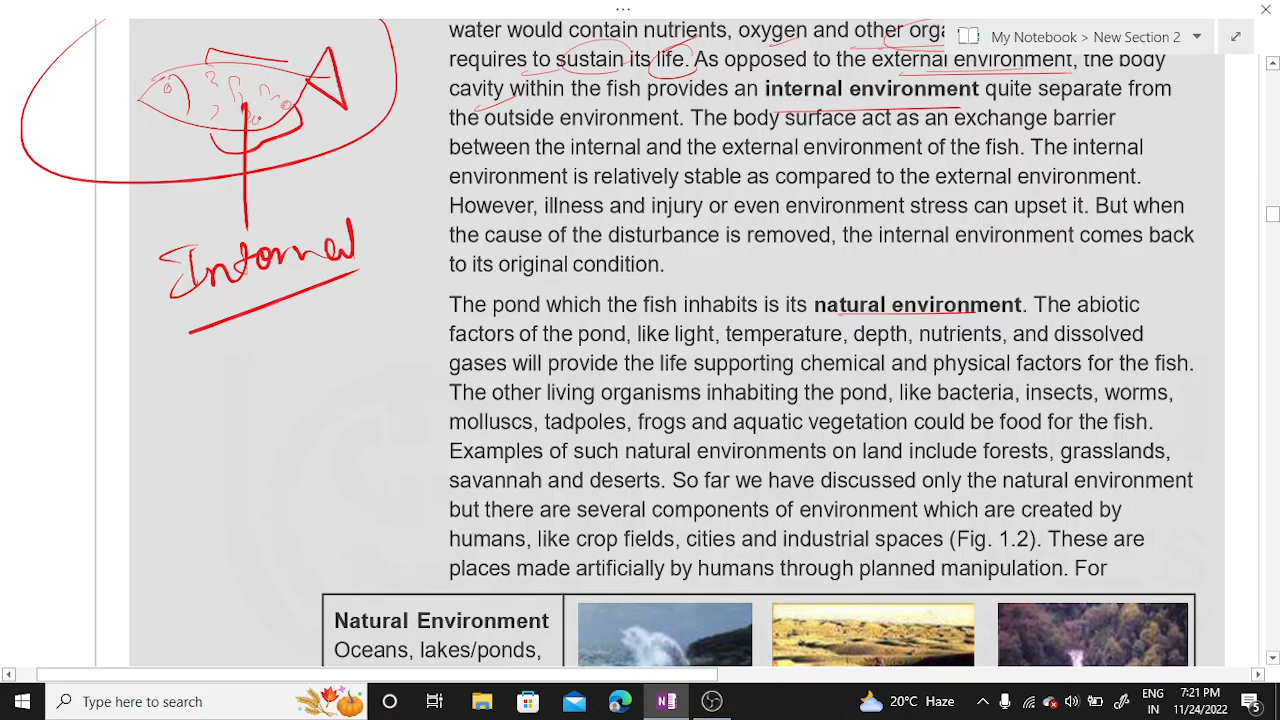 ...
My Notebook > New Section 2
water would contain nutrients, oxygen and other orga
requires to sustain its life. As opposed to the external environment, the body
cavity within the fish provides an internal environment quite separate from
the outside environment. The body surface act as an exchange barrier
between the internal and the external environment of the fish. The internal
environment is relatively stable as compared to the external environment.
However, illness and injury or even environment stress can upset it. But when
the cause of the disturbance is removed, the internal environment comes back
to its original condition.
Internal
The pond which the fish inhabits is its natural environment. The abiotic
factors of the pond, like light, temperature, depth, nutrients, and dissolved
gases will provide the life supporting chemical and physical factors for the fish.
The other living organisms inhabiting the pond, like bacteria, insects, worms,
molluscs, tadpoles, frogs and aquatic vegetation could be food for the fish.
Examples of such natural environments on land include forests, grasslands,
savannah and deserts. So far we have discussed only the natural environment
but there are several components of environment which are created by
humans, like crop fields, cities and industrial spaces (Fig. 1.2). These are
places made artificially by humans through planned manipulation. For
Natural Environment
Oceans, lakes/ponds,
Type here to search
20°C Haze
ENG
IN
7:21 PM
11/24/2022
5